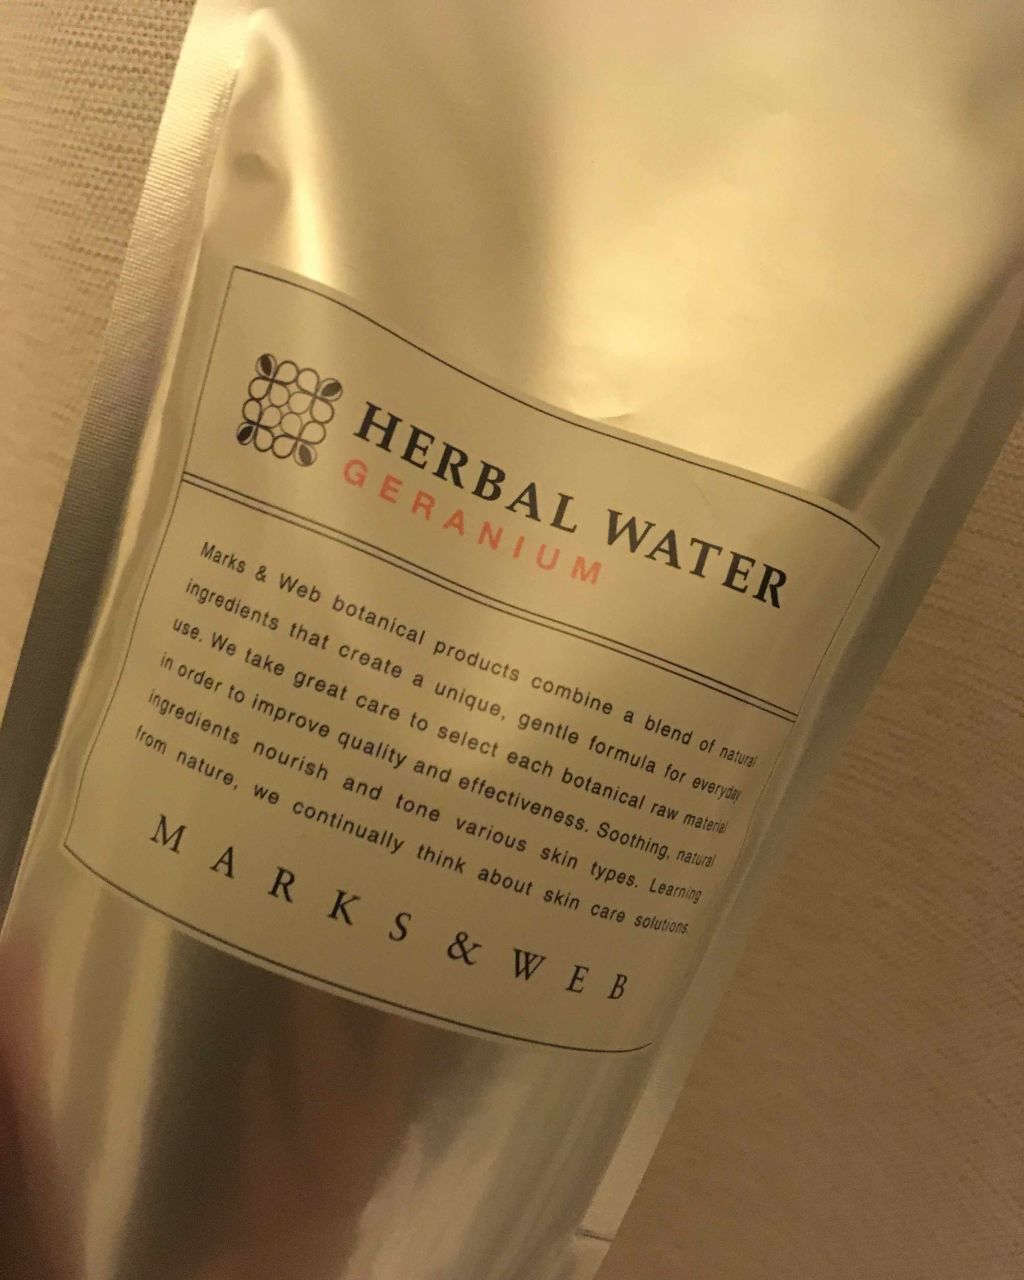 HERBAL WATER
GERANIUM
Marks & Web botanical products combine a blend of natural
ingredients that create a unique, gentle formula for everyday
use. We take great care to select each botanical raw material
in order to improve quality and effectiveness. Soothing, natural
ingredients nourish and tone various skin types. Learning
from nature, we continually think about skin care solutions.
MARKS&WEB